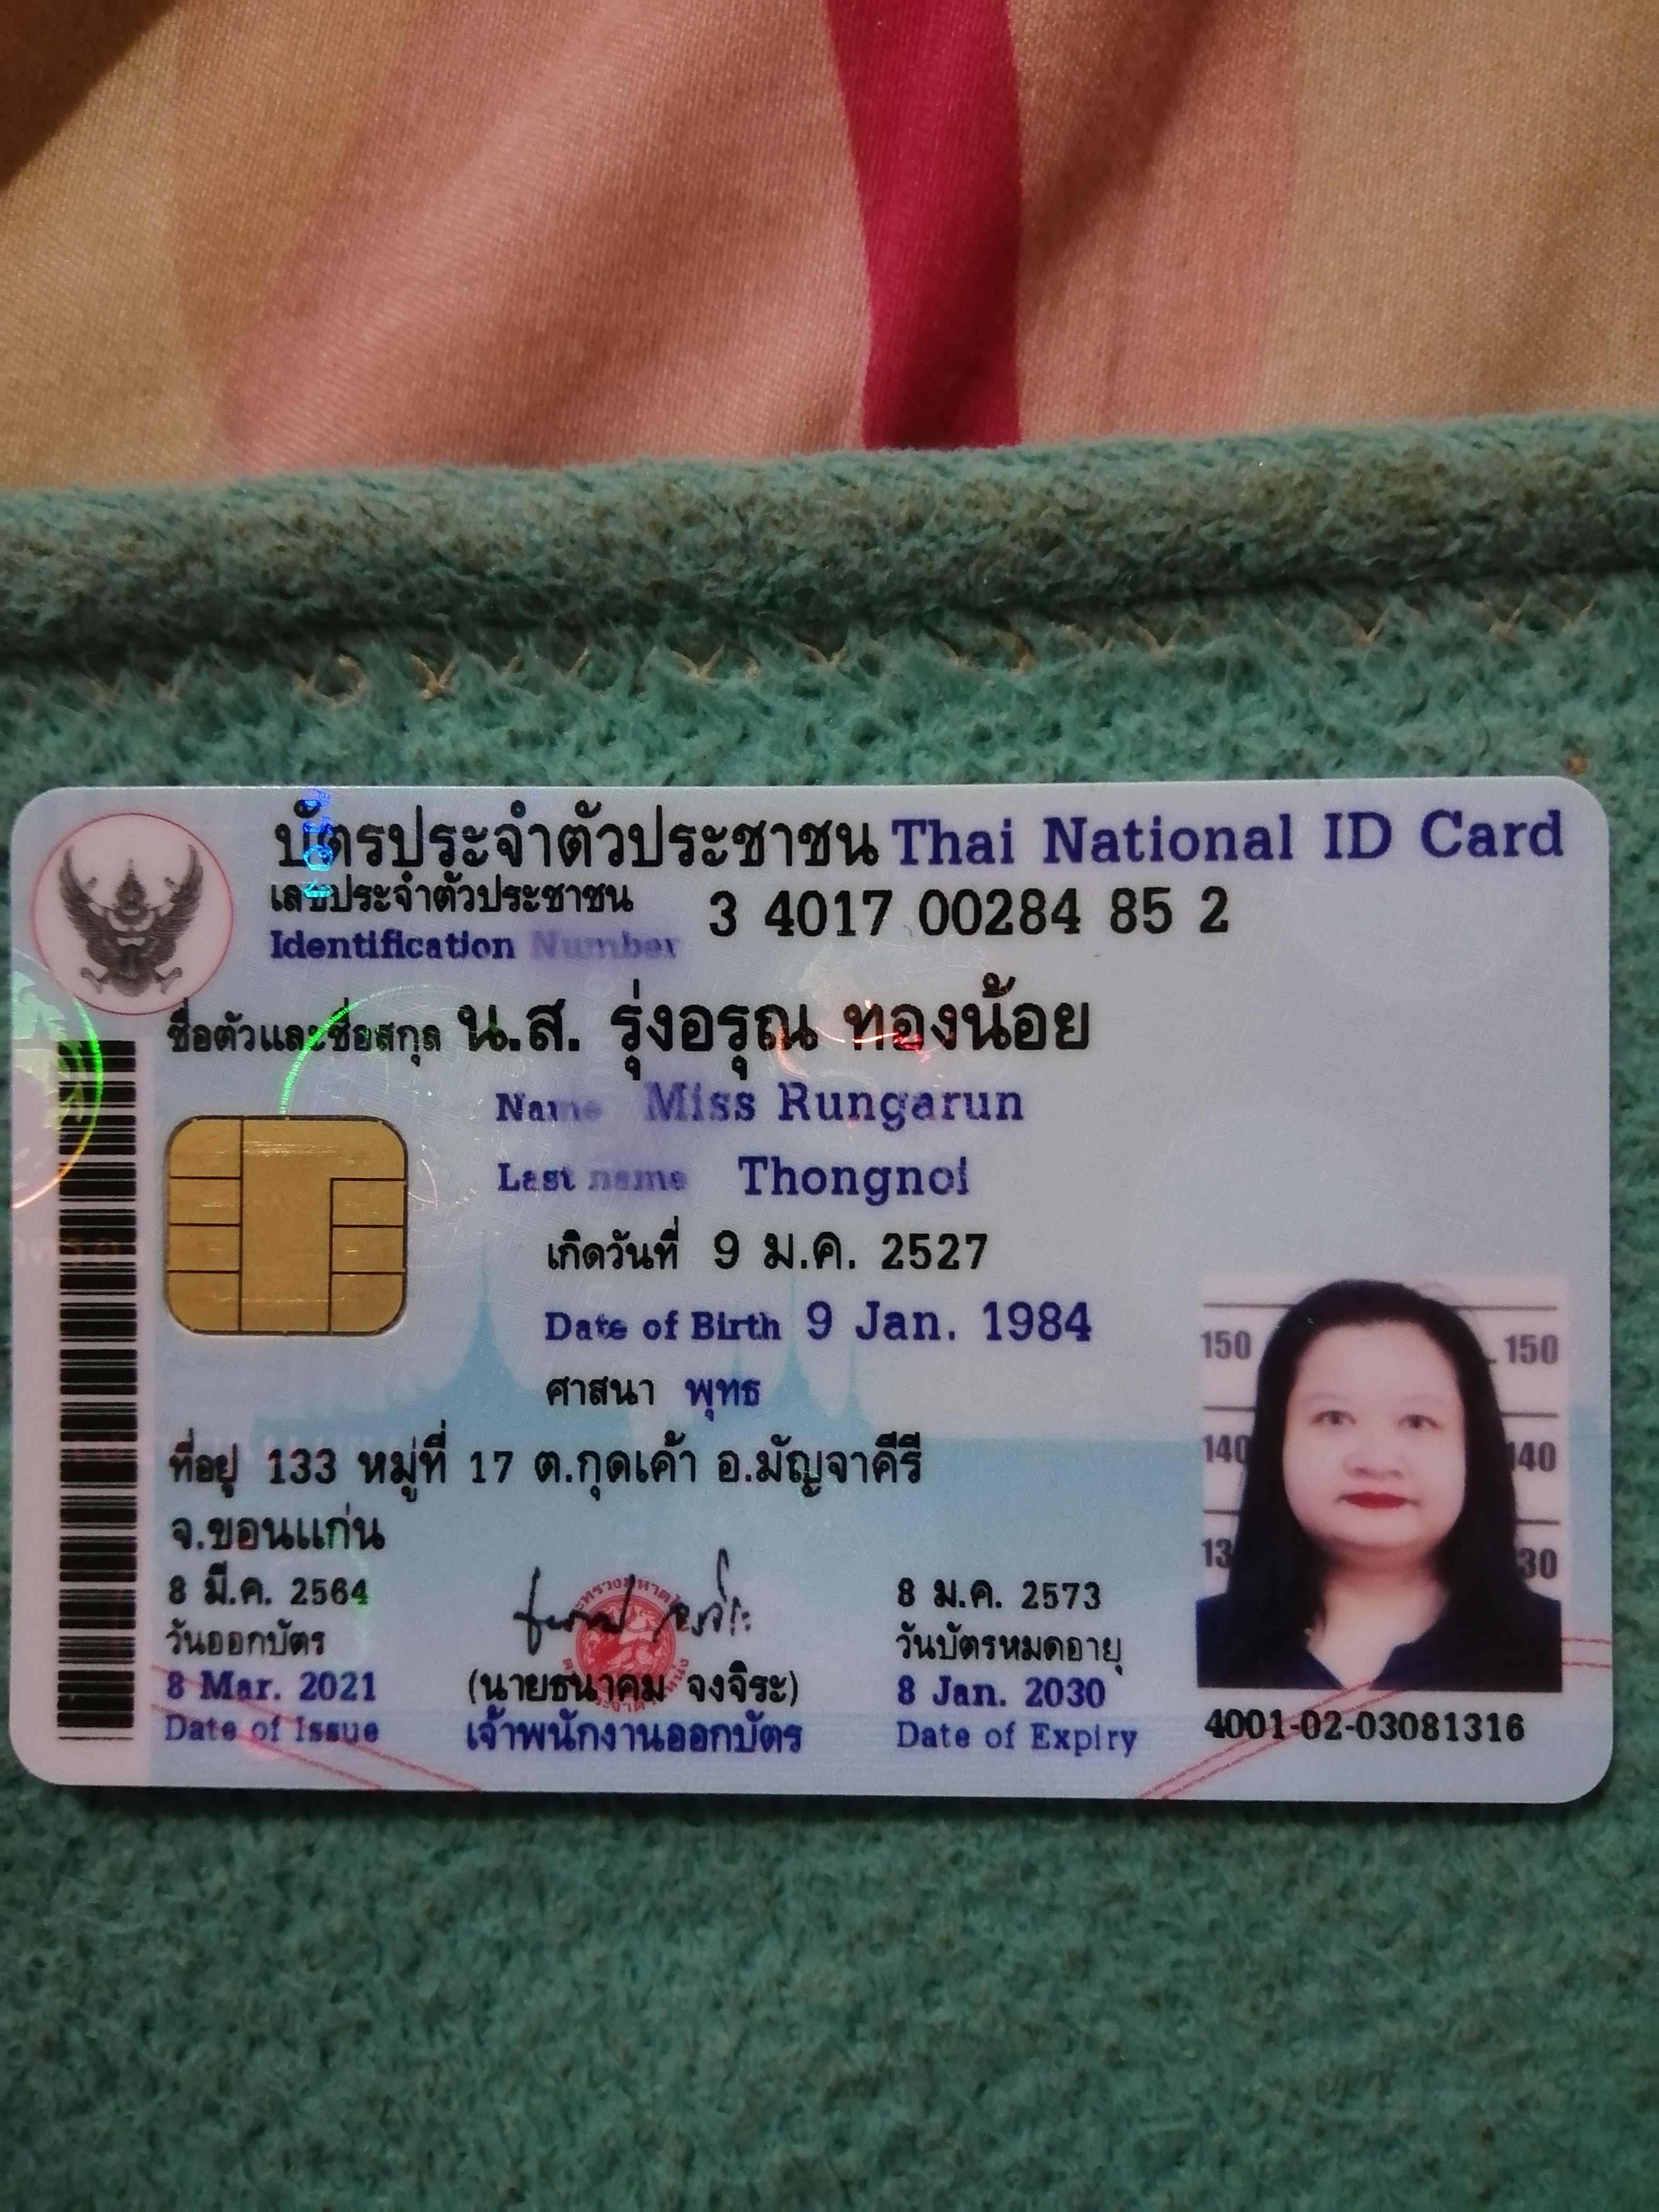 บัตรประจำตัวประชาชน Thai National ID Card
เลขประจำตัวประชาชน 3 4017 00284 85 2
Identification Number
ชื่อตัวและชื่อสกุล น.ส. รุ่งอรุณ ทองน้อย
Name Miss Rungarun
Last name Thongnoi
เกิดวันที่ 9 ม.ค. 2527
Date of Birth 9 Jan. 1984
ศาสนา พุทธ
ที่อยู่ 133 หมู่ที่ 17 ต.กุดเค้า อ.มัญจาคีรี
จ.ขอนแก่น
8 มี.ค. 2564
วันออกบัตร
8 Mar. 2021
Date of Issue
(นายธนาคม จงจิระ)
เจ้าพนักงานออกบัตร
8 ม.ค. 2573
วันบัตรหมดอายุ
8 Jan. 2030
Date of Expiry
150 150
140 140
4001-02-03081316